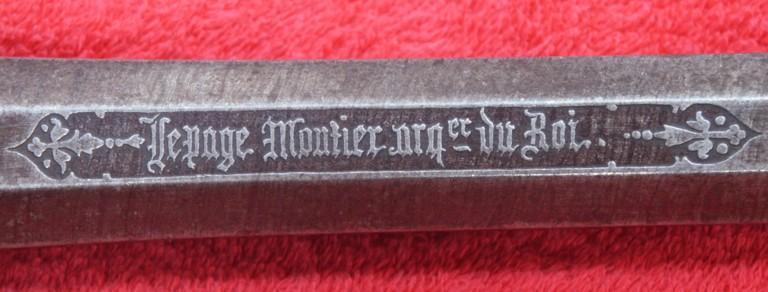 Lepage Moutier arq.er du Roi.